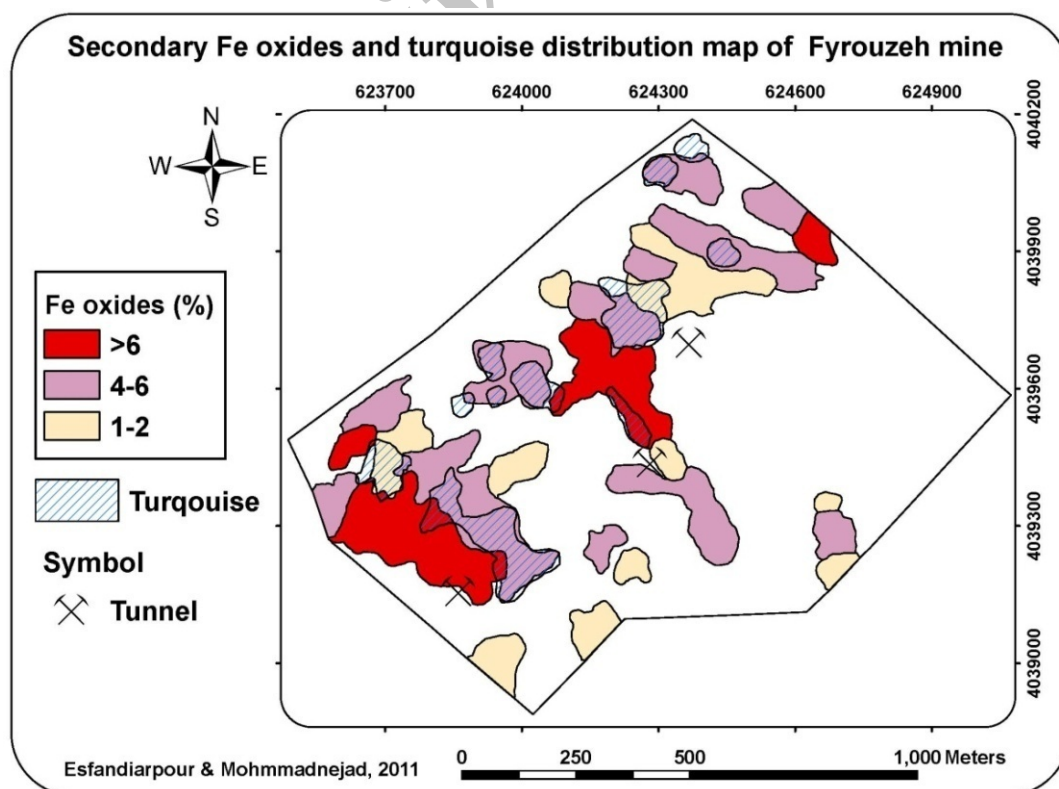 Secondary Fe oxides and turquoise distribution map of Fyrouzeh mine
623700 624000 624300 624600 624900
N
W E
S
4040200
4039900
4039600
4039300
4039000
Fe oxides (%)
>6
4-6
1-2
Turqouise
Symbol
Tunnel
Esfandiarpour & Mohmmadnejad, 2011
0 250 500 1,000 Meters